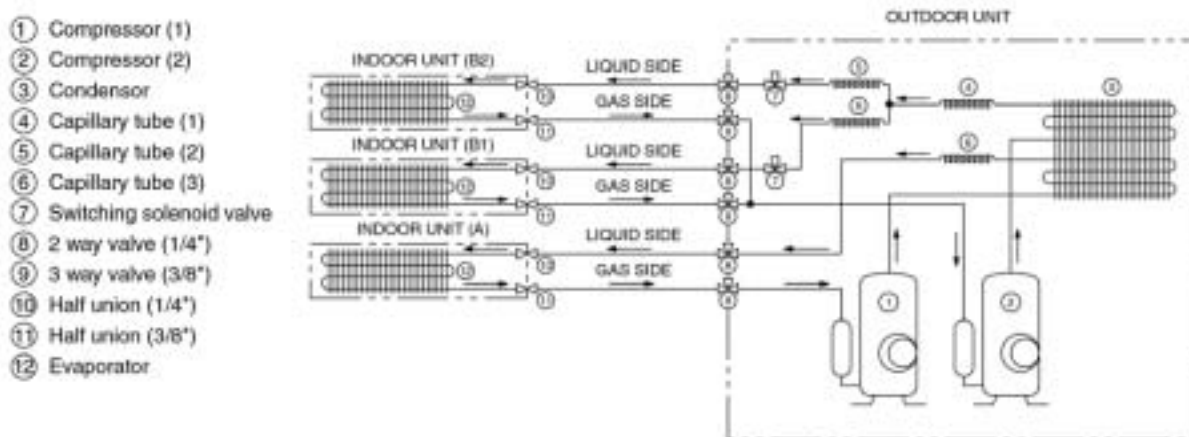 ① Compressor (1)
② Compressor (2)
③ Condensor
④ Capillary tube (1)
⑤ Capillary tube (2)
⑥ Capillary tube (3)
⑦ Switching solenoid valve
⑧ 2 way valve (1/4")
⑨ 3 way valve (3/8")
⑩ Half union (1/4")
⑪ Half union (3/8")
⑫ Evaporator
OUTDOOR UNIT
INDOOR UNIT (B2)
LIQUID SIDE
GAS SIDE
INDOOR UNIT (B1)
LIQUID SIDE
GAS SIDE
INDOOR UNIT (A)
LIQUID SIDE
GAS SIDE